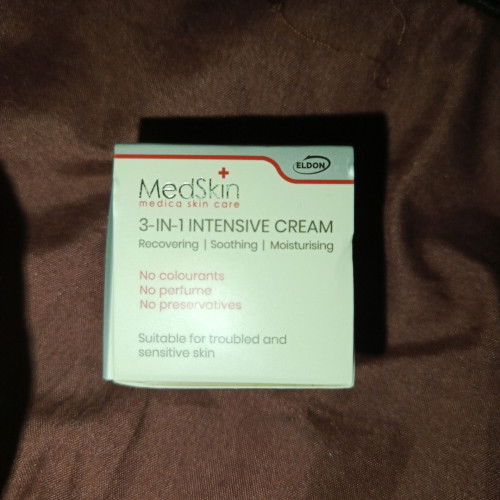 ELDON
MedSkin
medica skin care
3-IN-1 INTENSIVE CREAM
Recovering | Soothing | Moisturising
No colourants
No perfume
No preservatives
Suitable for troubled and
sensitive skin